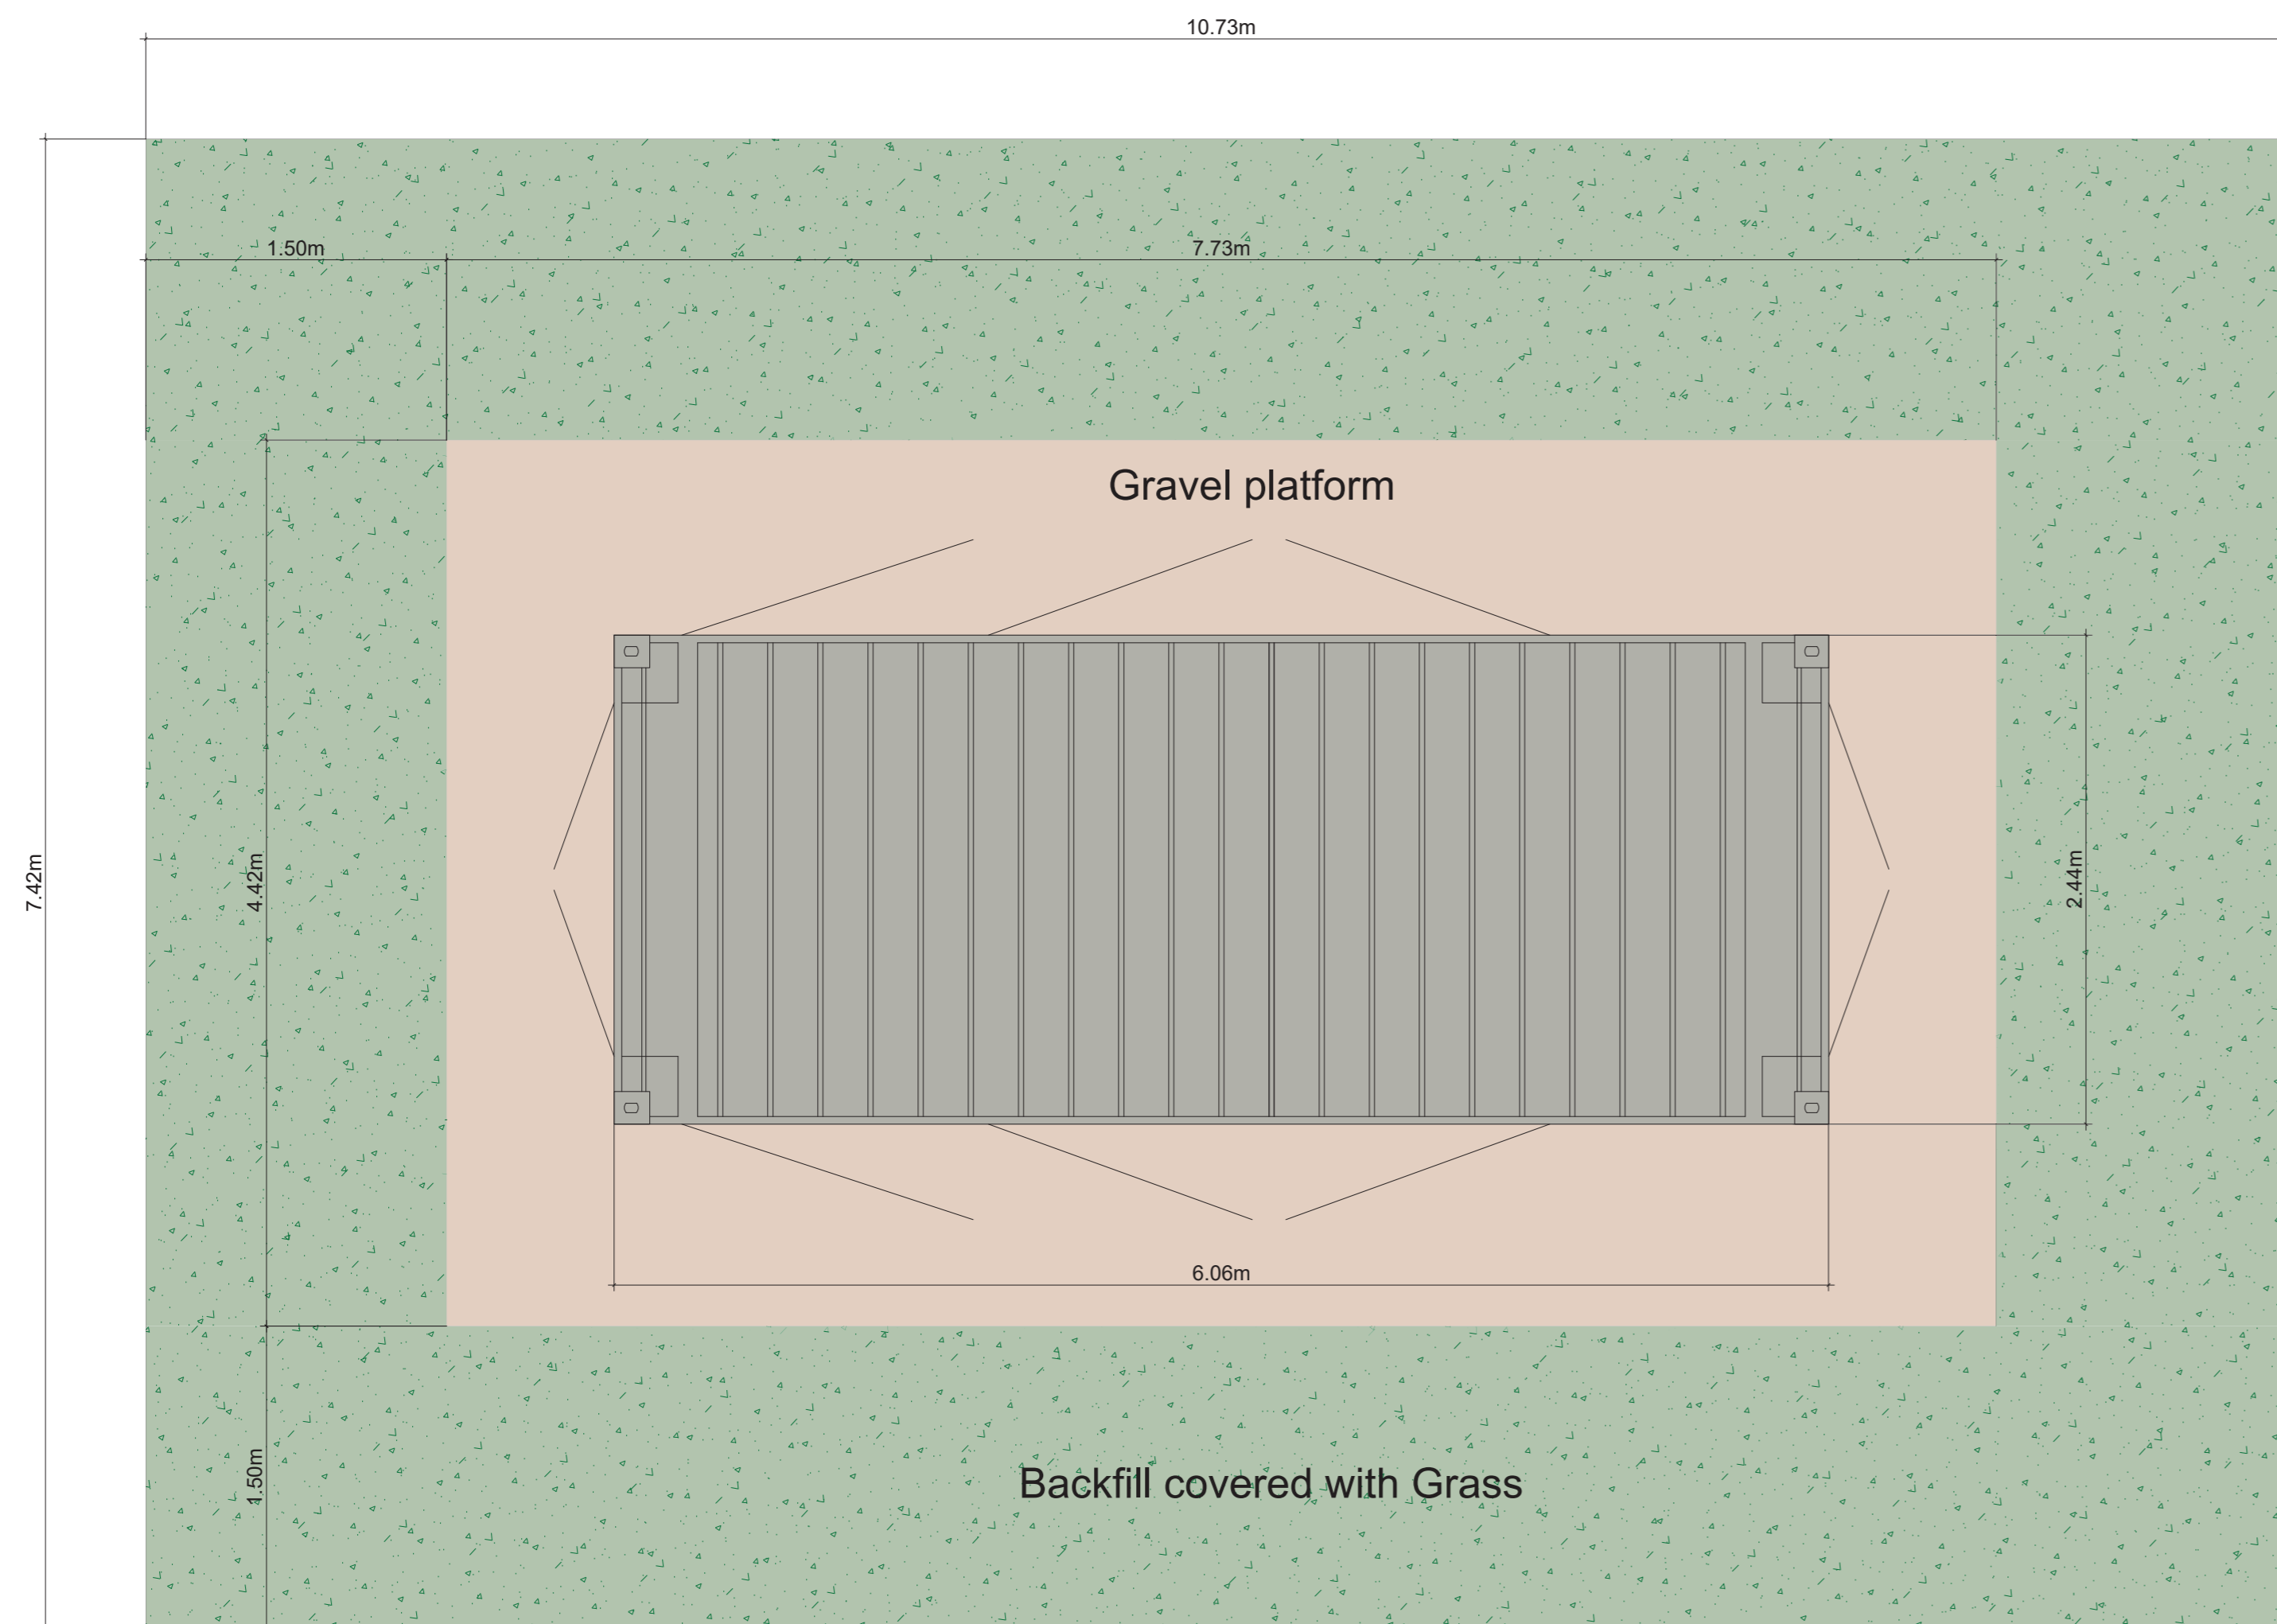 10.73m
1.50m
7.73m
Gravel platform
7.42m
4.42m
2.44m
6.06m
1.50m
Backfill covered with Grass